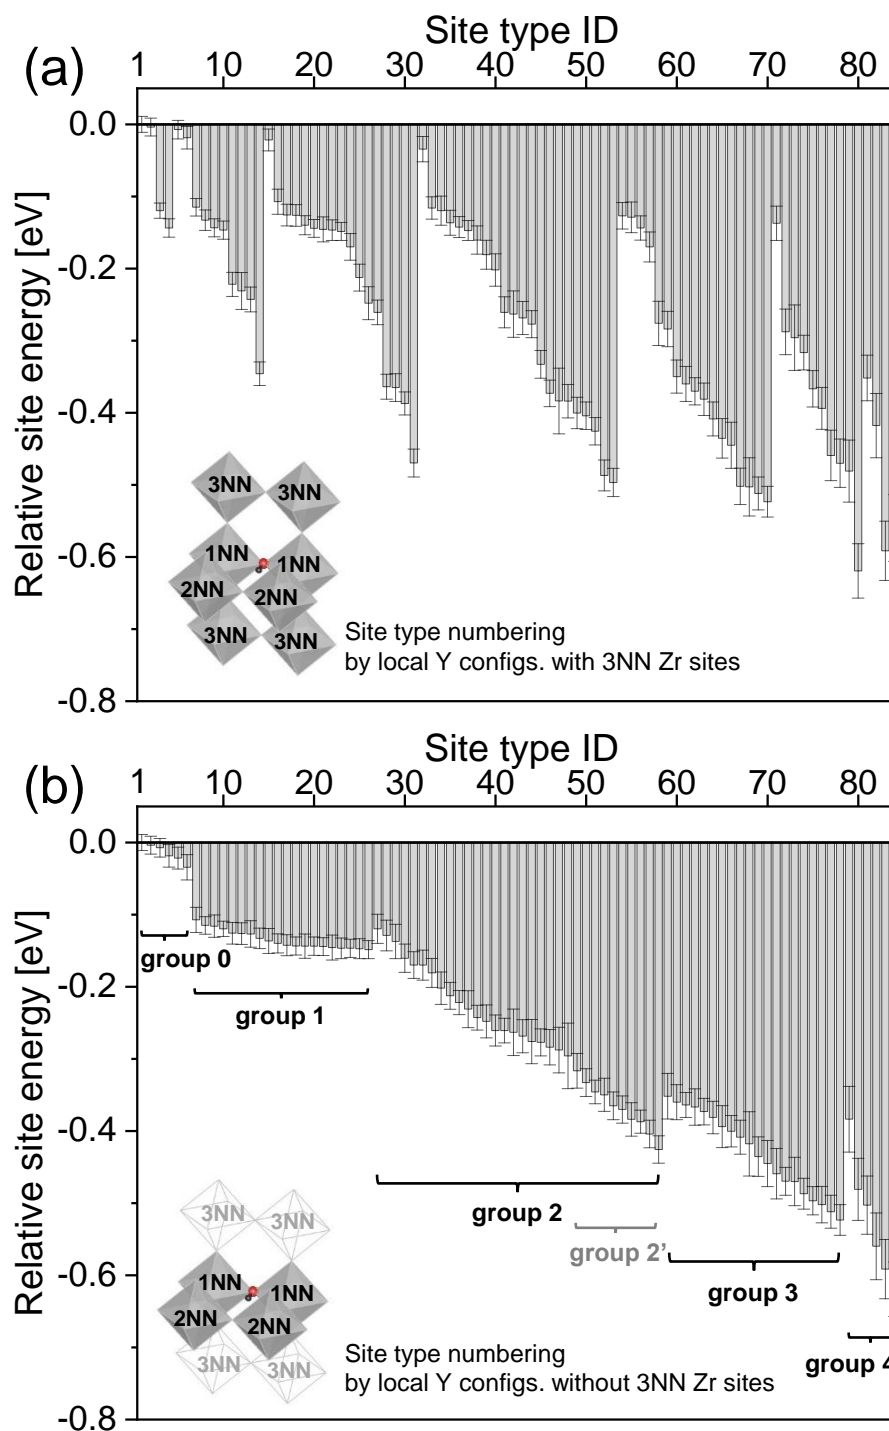 (a)
Site type ID
1 10 20 30 40 50 60 70 80
Relative site energy [eV]
0.0
-0.2
-0.4
-0.6
-0.8
3NN 3NN
1NN 1NN
2NN 2NN
3NN 3NN
Site type numbering
by local Y configs. with 3NN Zr sites
(b)
Site type ID
1 10 20 30 40 50 60 70 80
Relative site energy [eV]
0.0
-0.2
-0.4
-0.6
-0.8
group 0
group 1
group 2
group 2’
group 3
group 4
3NN 3NN
1NN 1NN
2NN 2NN
3NN 3NN
Site type numbering
by local Y configs. without 3NN Zr sites